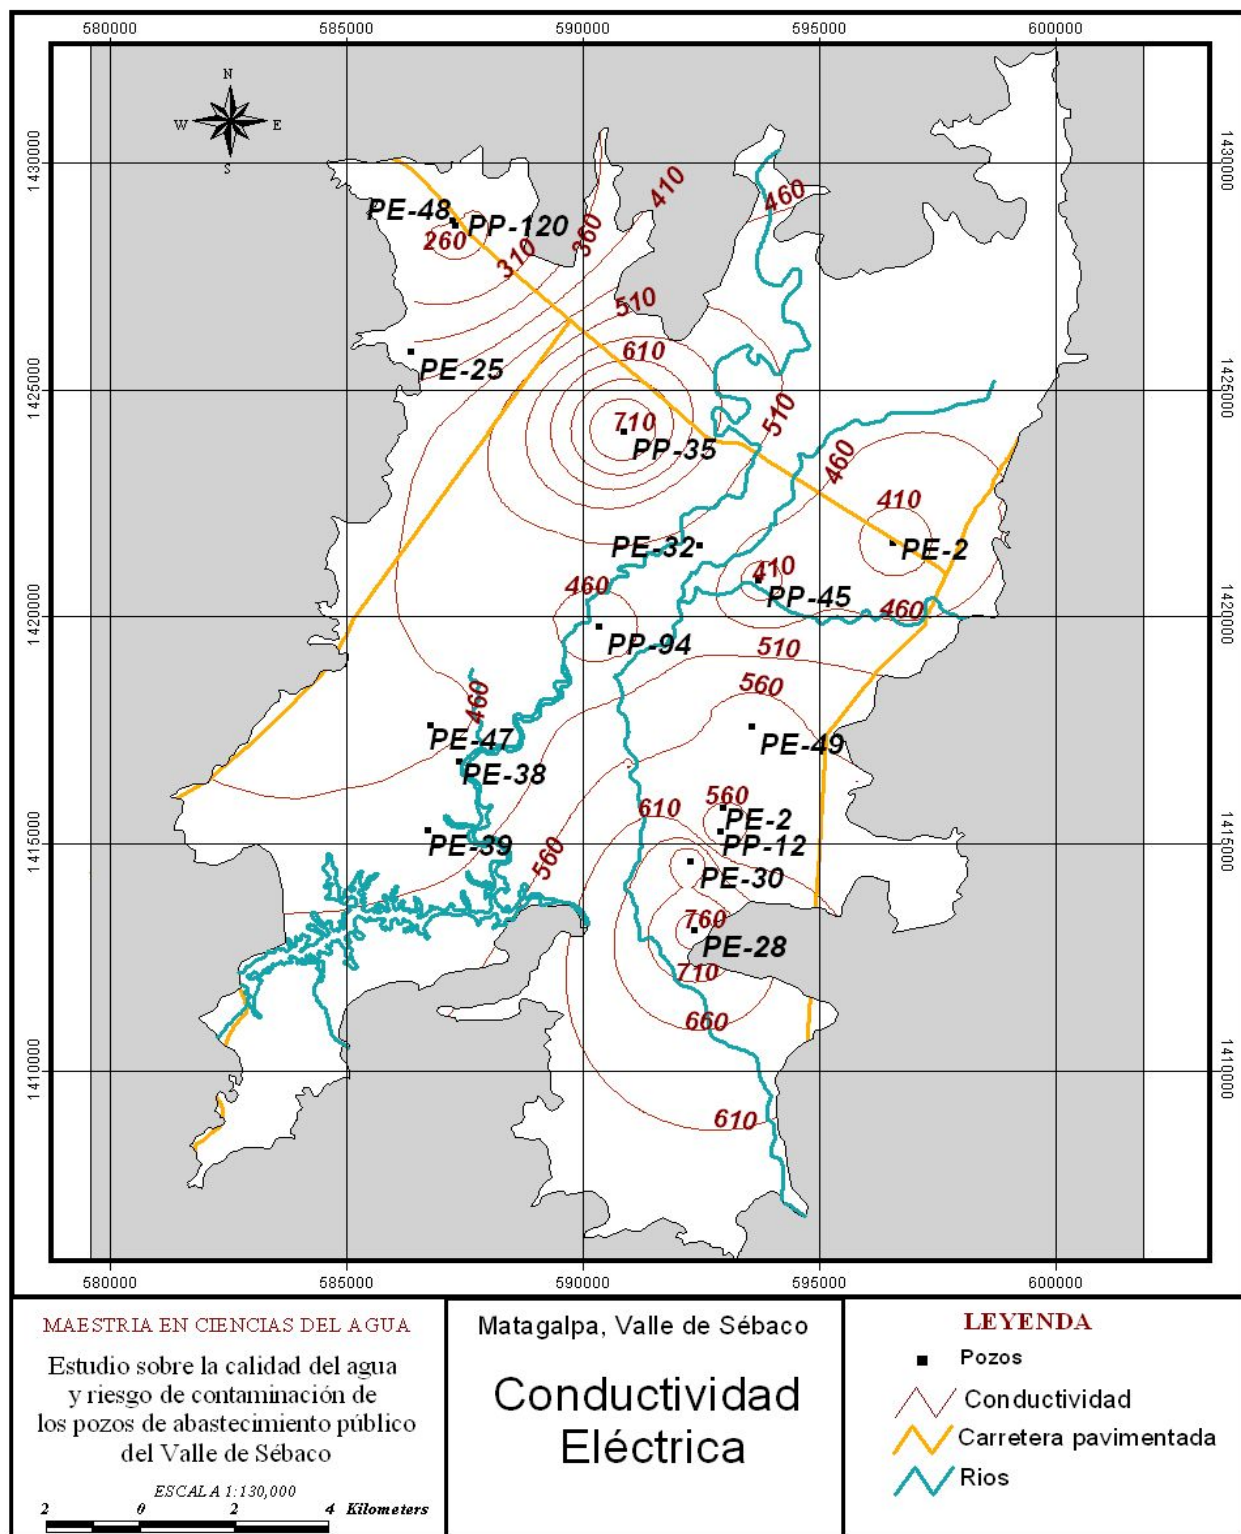 580000 585000 590000 595000 600000
N
W E
S
1430000 1430000
410
460
PE-48
PP-120
360
260
310
510
610
PE-25
1425000 1425000
510
710
PP-35
460
410
PE-32
PE-2
410
PP-45
460
460
1420000 1420000
PP-94
510
560
460
PE-47
PE-49
PE-38
560
610
PE-2
PE-39
PP-12
1415000 1415000
560
PE-30
760
PE-28
710
660
1410000 1410000
610
580000 585000 590000 595000 600000
MAESTRIA EN CIENCIAS DEL AGUA
Estudio sobre la calidad del agua
y riesgo de contaminación de
los pozos de abastecimiento público
del Valle de Sébaco
ESCALA 1:130,000
2 0 2 4 Kilometers
Matagalpa, Valle de Sébaco
Conductividad
Eléctrica
LEYENDA
Pozos
Conductividad
Carretera pavimentada
Rios